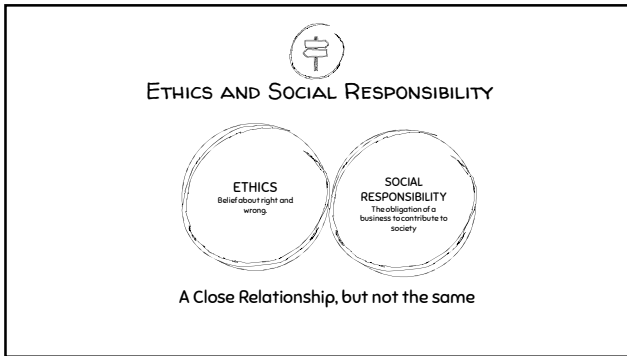 Ethics and Social Responsibility
ETHICS
Belief about right and
wrong.
SOCIAL
RESPONSIBILITY
The obligation of a
business to contribute to
society
A Close Relationship, but not the same